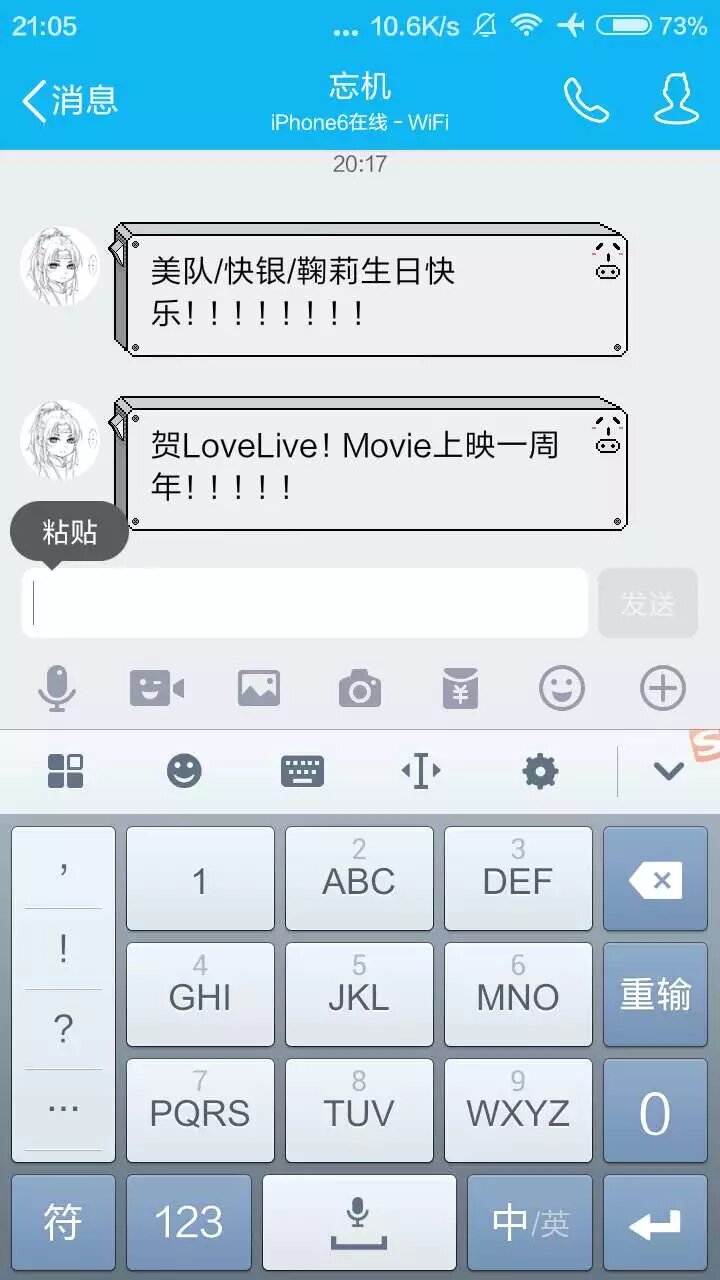 21:05 ... 10.6K/s 73%
消息
忘机
iPhone6在线 - WiFi
20:17
美队/快银/鞠莉生日快
乐!!!!!!!!
贺LoveLive! Movie上映一周
年!!!!!
粘贴
发送
¥
S
,
!
?
...
1
2
ABC
3
DEF
4
GHI
5
JKL
6
MNO
重输
7
PQRS
8
TUV
9
WXYZ
0
符
123
中/英